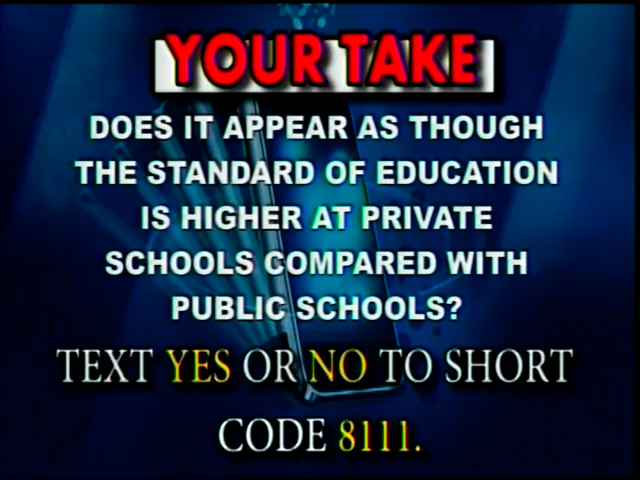 YOUR TAKE
DOES IT APPEAR AS THOUGH
THE STANDARD OF EDUCATION
IS HIGHER AT PRIVATE
SCHOOLS COMPARED WITH
PUBLIC SCHOOLS?
TEXT YES OR NO TO SHORT
CODE 8111.